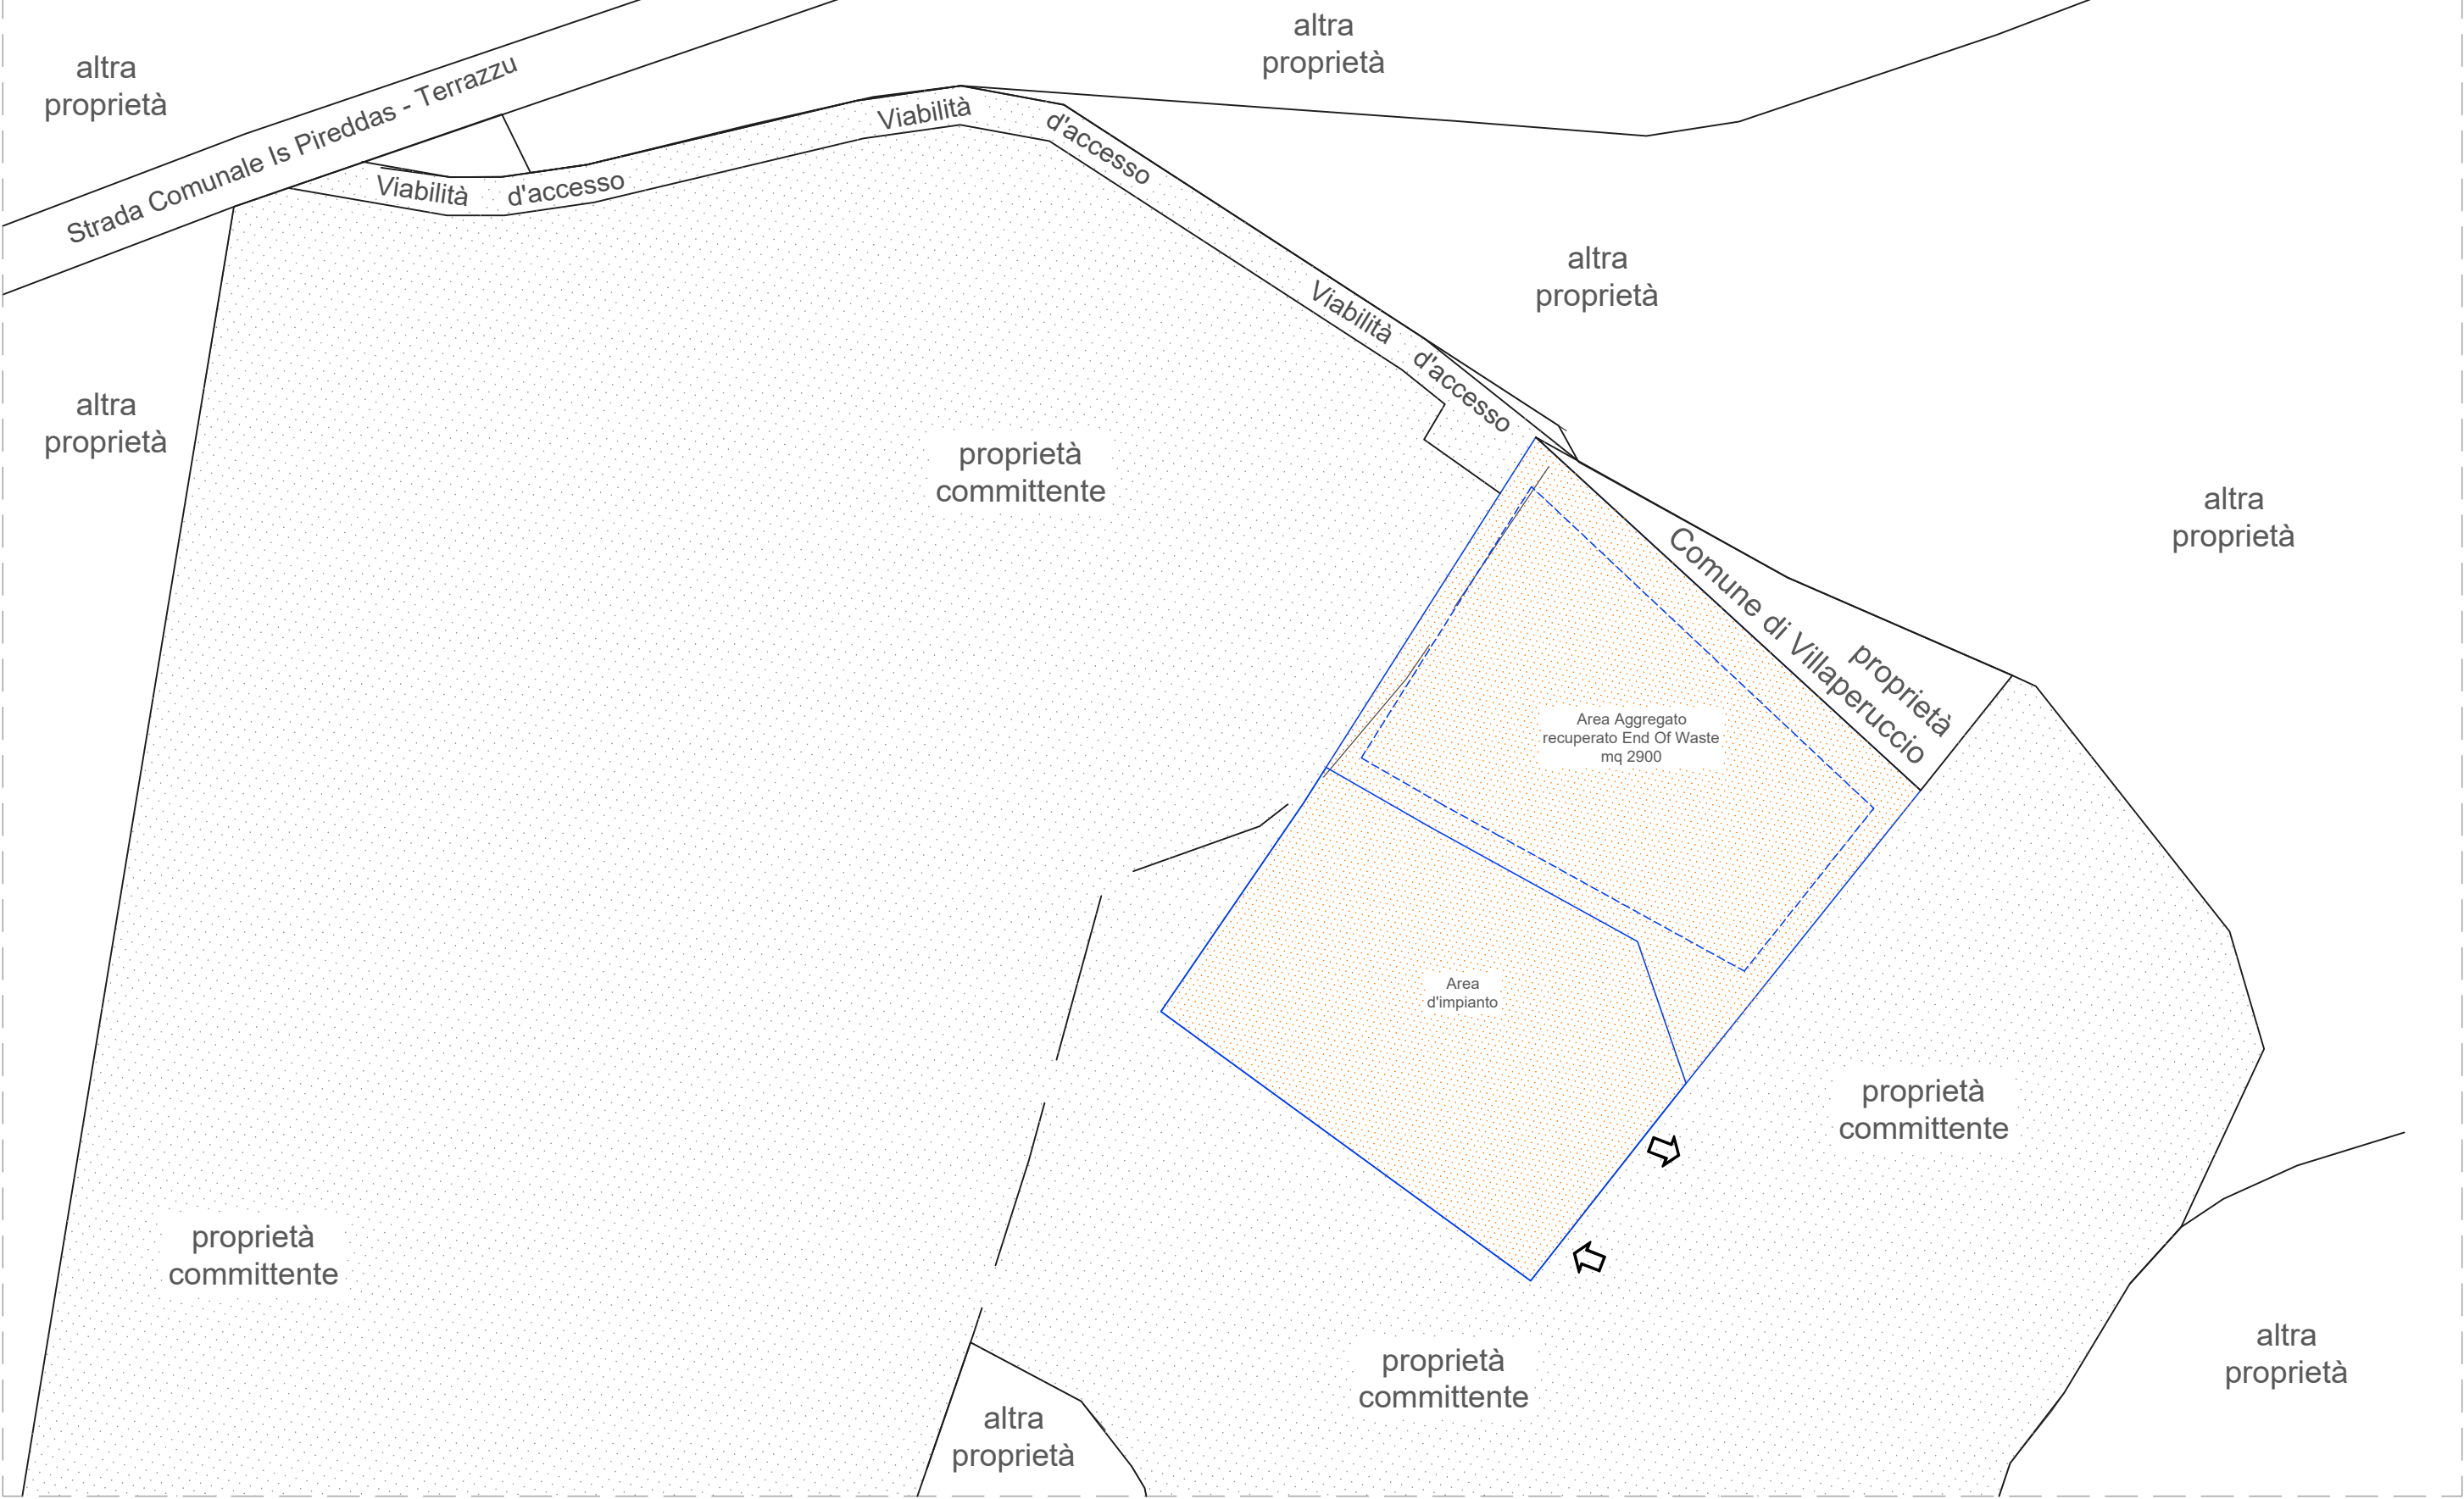 altra
proprietà
altra
proprietà
Strada Comunale Is Pireddas - Terrazzu
Viabilità
d'accesso
Viabilità
d'accesso
altra
proprietà
Viabilità
d'accesso
altra
proprietà
altra
proprietà
proprietà
committente
altra
proprietà
proprietà
Comune di Villaperuccio
Area Aggregato
recuperato End Of Waste
mq 2900
Area
d'impianto
proprietà
committente
proprietà
committente
proprietà
committente
altra
proprietà
altra
proprietà